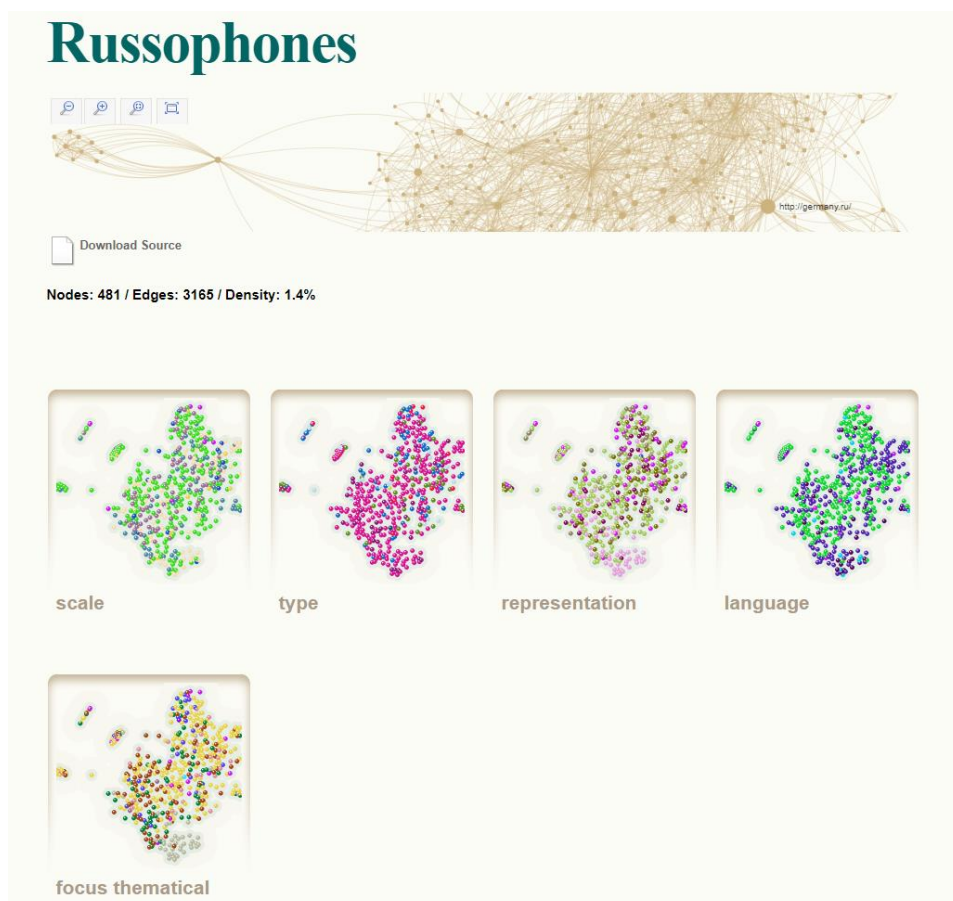 Russophones
http://germany.ru/
Download Source
Nodes: 481 / Edges: 3165 / Density: 1.4%
scale
type
representation
language
focus thematical